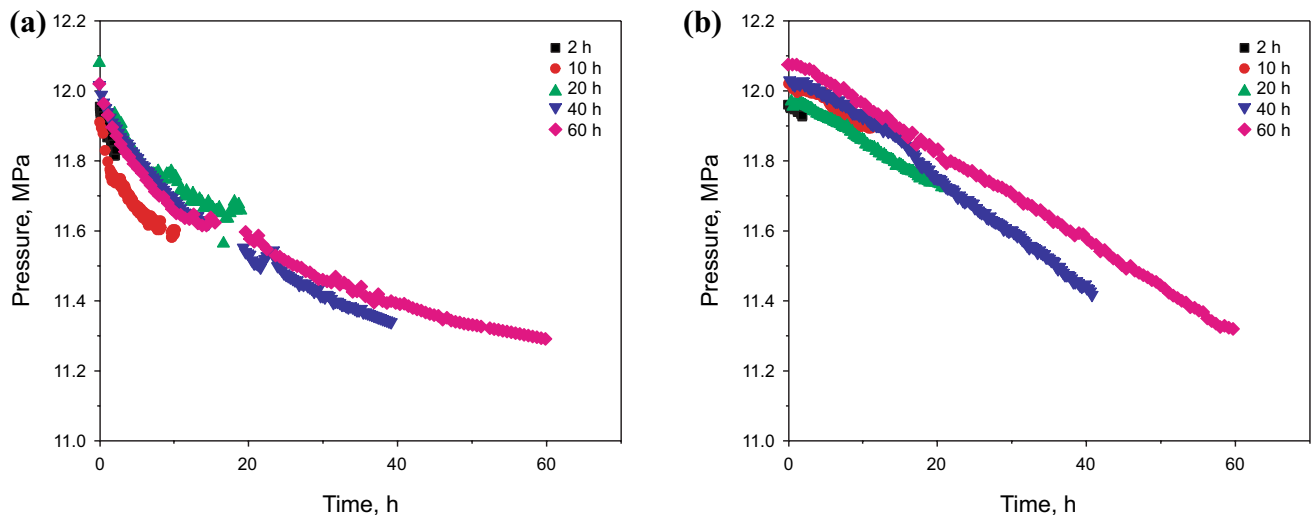 (a)
12.2
12.0
11.8
11.6
11.4
11.2
11.0
Pressure, MPa
0
20
40
60
Time, h
2 h
10 h
20 h
40 h
60 h
(b)
12.2
12.0
11.8
11.6
11.4
11.2
11.0
Pressure, MPa
0
20
40
60
Time, h
2 h
10 h
20 h
40 h
60 h